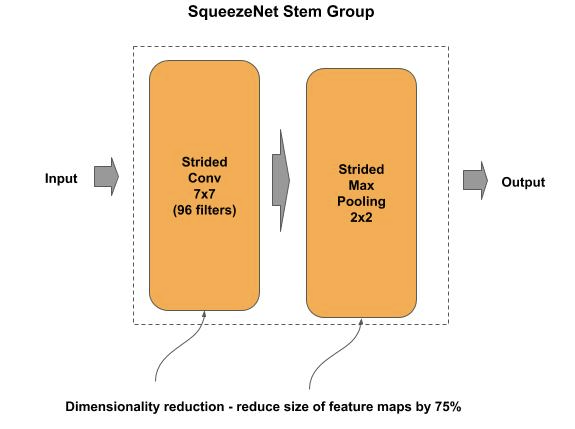 SqueezeNet Stem Group
Input
Strided
Conv
7x7
(96 filters)
Strided
Max
Pooling
2x2
Output
Dimensionality reduction - reduce size of feature maps by 75%